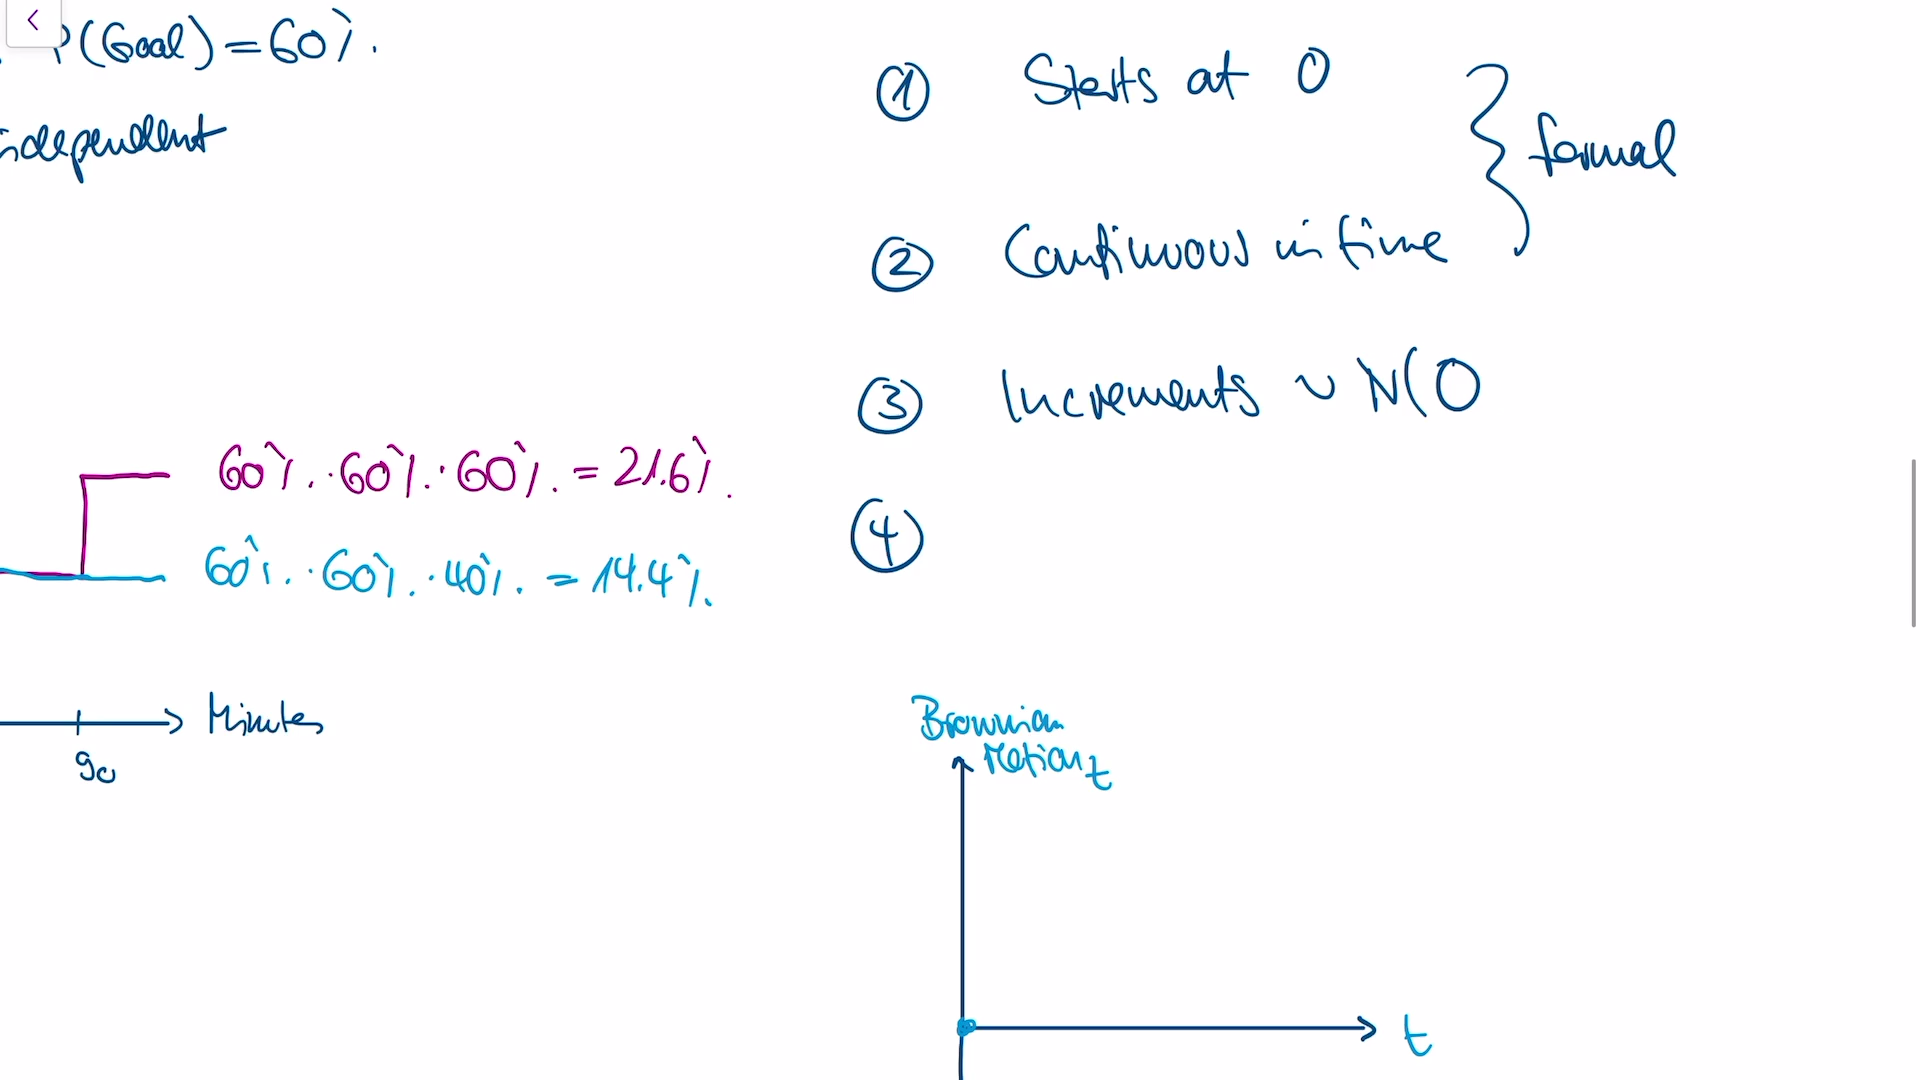 P(Goal) = 60%.
independent
① Starts at 0
② Continuous in time
} formal
③ Increments ~ N(0
④
60% · 60% · 60% = 21.6%
60% · 60% · 40% = 14.4%
Minutes
90
Brownian
Motion t
t